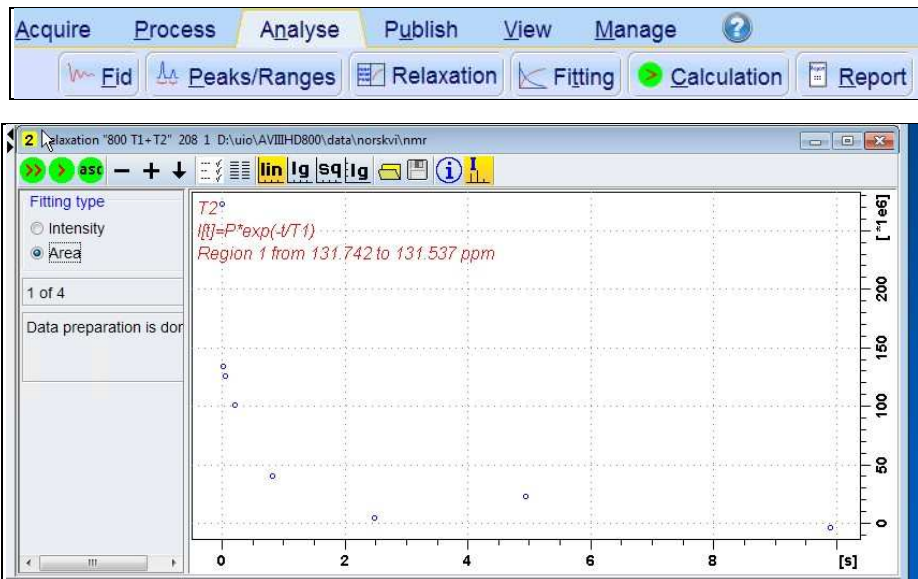 Acquire Process Analyse Publish View Manage ?
Fid Peaks/Ranges Relaxation Fitting Calculation Report
2 elaxation "800 T1+T2" 208 1 D:\uio\AVIIIHD800\data\norskvi\nmr
asc lin lg sq lg i
Fitting type
Intensity
Area
1 of 4
Data preparation is dor
T2
I[t]=P*exp(-t/T1)
Region 1 from 131.742 to 131.537 ppm
[ *1e6]
200
150
100
50
0
0 2 4 6 8 [s]